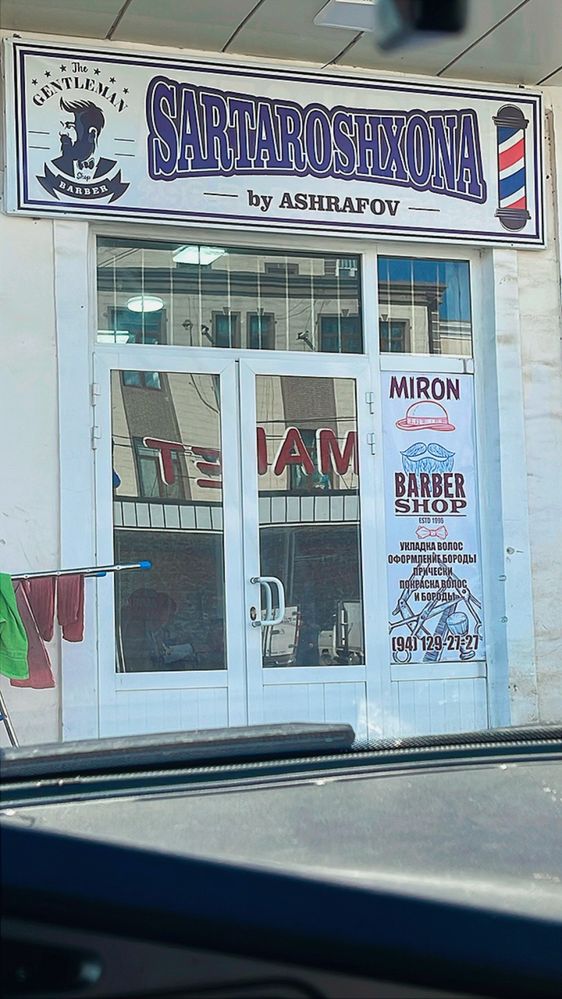 The
GENTLEMAN
Shop
BARBER
SARTAROSHXONA
by ASHRAFOV
MIRON
BARBER
SHOP
ESTD 1996
УКЛАДКА ВОЛОС
ОФОРМЛЕНИЕ БОРОДЫ
ПРИЧЕСКИ
ПОКРАСКА ВОЛОС
И БОРОДЫ
(94) 129-27-27